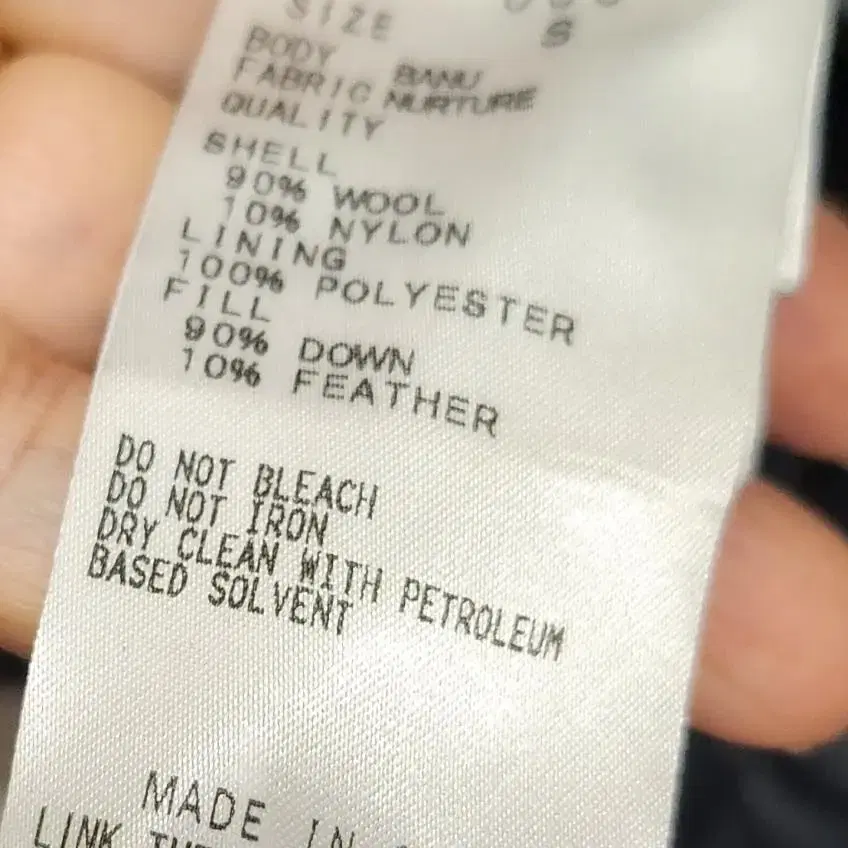 SIZE S
BODY BANU
FABRIC NURTURE
QUALITY
SHELL
90% WOOL
10% NYLON
LINING
100% POLYESTER
FILL
90% DOWN
10% FEATHER
DO NOT BLEACH
DO NOT IRON
DRY CLEAN WITH PETROLEUM
BASED SOLVENT
MADE IN
LINK